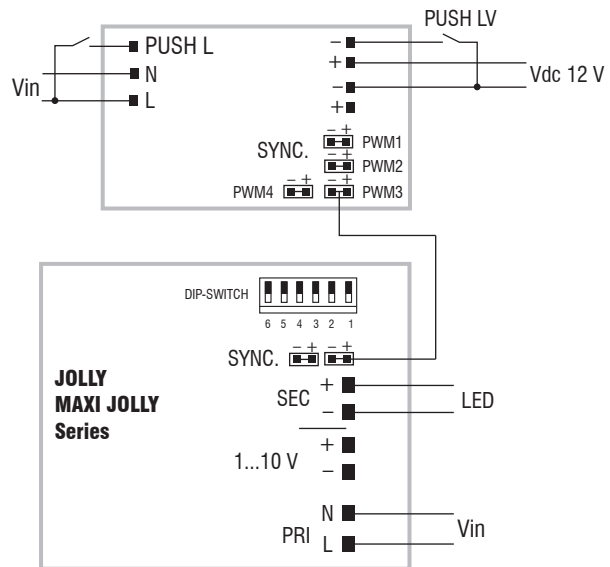 PUSH LV
PUSH L
N
L
Vin
–
+
–
+
Vdc 12 V
– +
PWM1
SYNC.
– +
PWM2
PWM4
– +
– +
PWM3
DIP-SWITCH
6 5 4 3 2 1
SYNC.
– +
– +
JOLLY
MAXI JOLLY
Series
SEC
+
–
LED
1...10 V
+
–
PRI
N
L
Vin